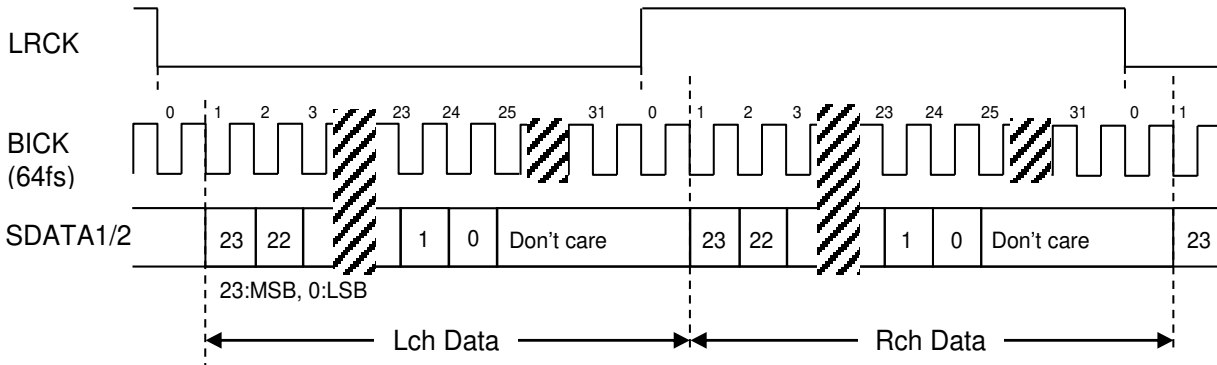 LRCK
0 1 2 3 23 24 25 31 0 1 2 3 23 24 25 31 0 1
BICK
(64fs)
SDATA1/2 23 22 1 0 Don't care 23 22 1 0 Don't care 23
23:MSB, 0:LSB
Lch Data Rch Data